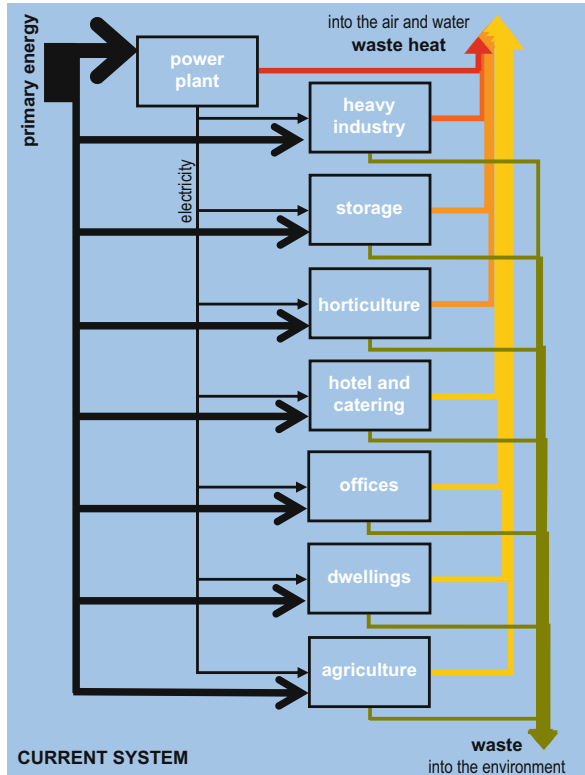 into the air and water
waste heat
primary energy
power
plant
heavy
industry
electricity
storage
horticulture
hotel and
catering
offices
dwellings
agriculture
CURRENT SYSTEM
waste
into the environment